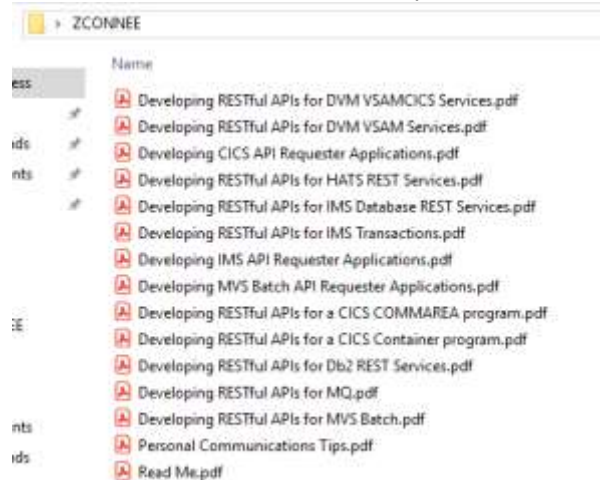 ZCONNEE
Name
ess
Developing RESTful APIs for DVM VSAMCICS Services.pdf
Developing RESTful APIs for DVM VSAM Services.pdf
ads
Developing CICS API Requester Applications.pdf
nts
Developing RESTful APIs for HATS REST Services.pdf
Developing RESTful APIs for IMS Database REST Services.pdf
Developing RESTful APIs for IMS Transactions.pdf
Developing IMS API Requester Applications.pdf
Developing MVS Batch API Requester Applications.pdf
Developing RESTful APIs for a CICS COMMAREA program.pdf
EE
Developing RESTful APIs for a CICS Container program.pdf
Developing RESTful APIs for Db2 REST Services.pdf
Developing RESTful APIs for MQ.pdf
Developing RESTful APIs for MVS Batch.pdf
nts
Personal Communications Tips.pdf
ads
Read Me.pdf